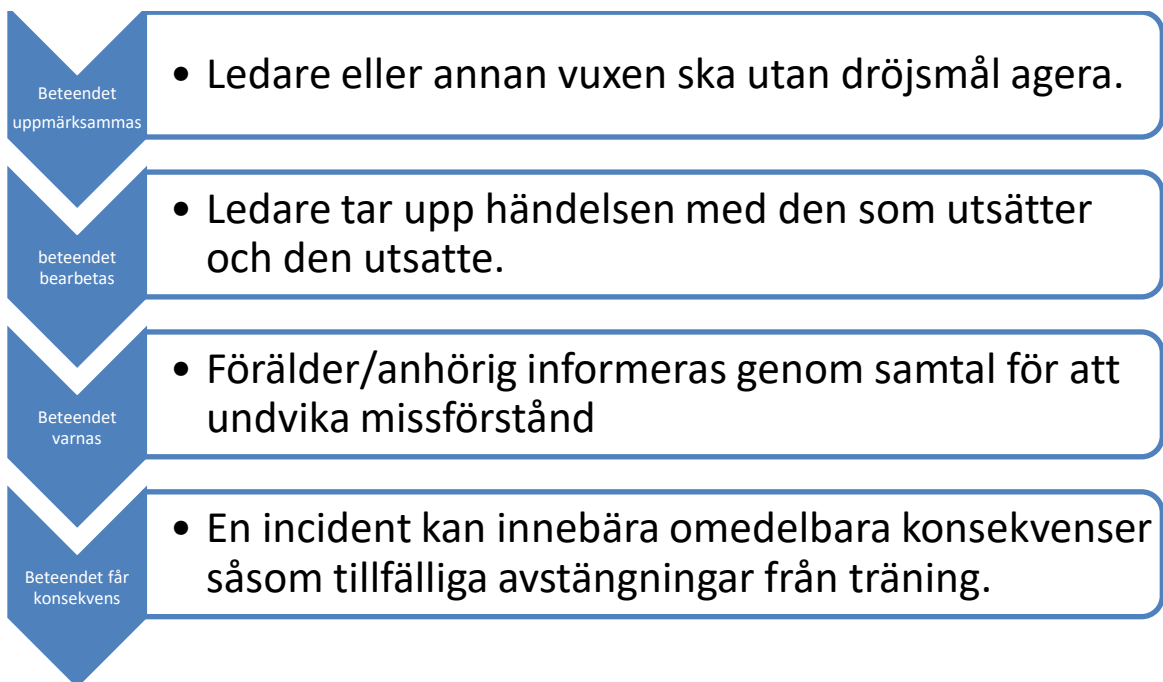 Beteendet
uppmärksammas
• Ledare eller annan vuxen ska utan dröjsmål agera.
beteendet
bearbetas
• Ledare tar upp händelsen med den som utsätter
och den utsatte.
Beteendet
varnas
• Förälder/anhörig informeras genom samtal för att
undvika missförstånd
Beteendet får
konsekvens
• En incident kan innebära omedelbara konsekvenser
såsom tillfälliga avstängningar från träning.